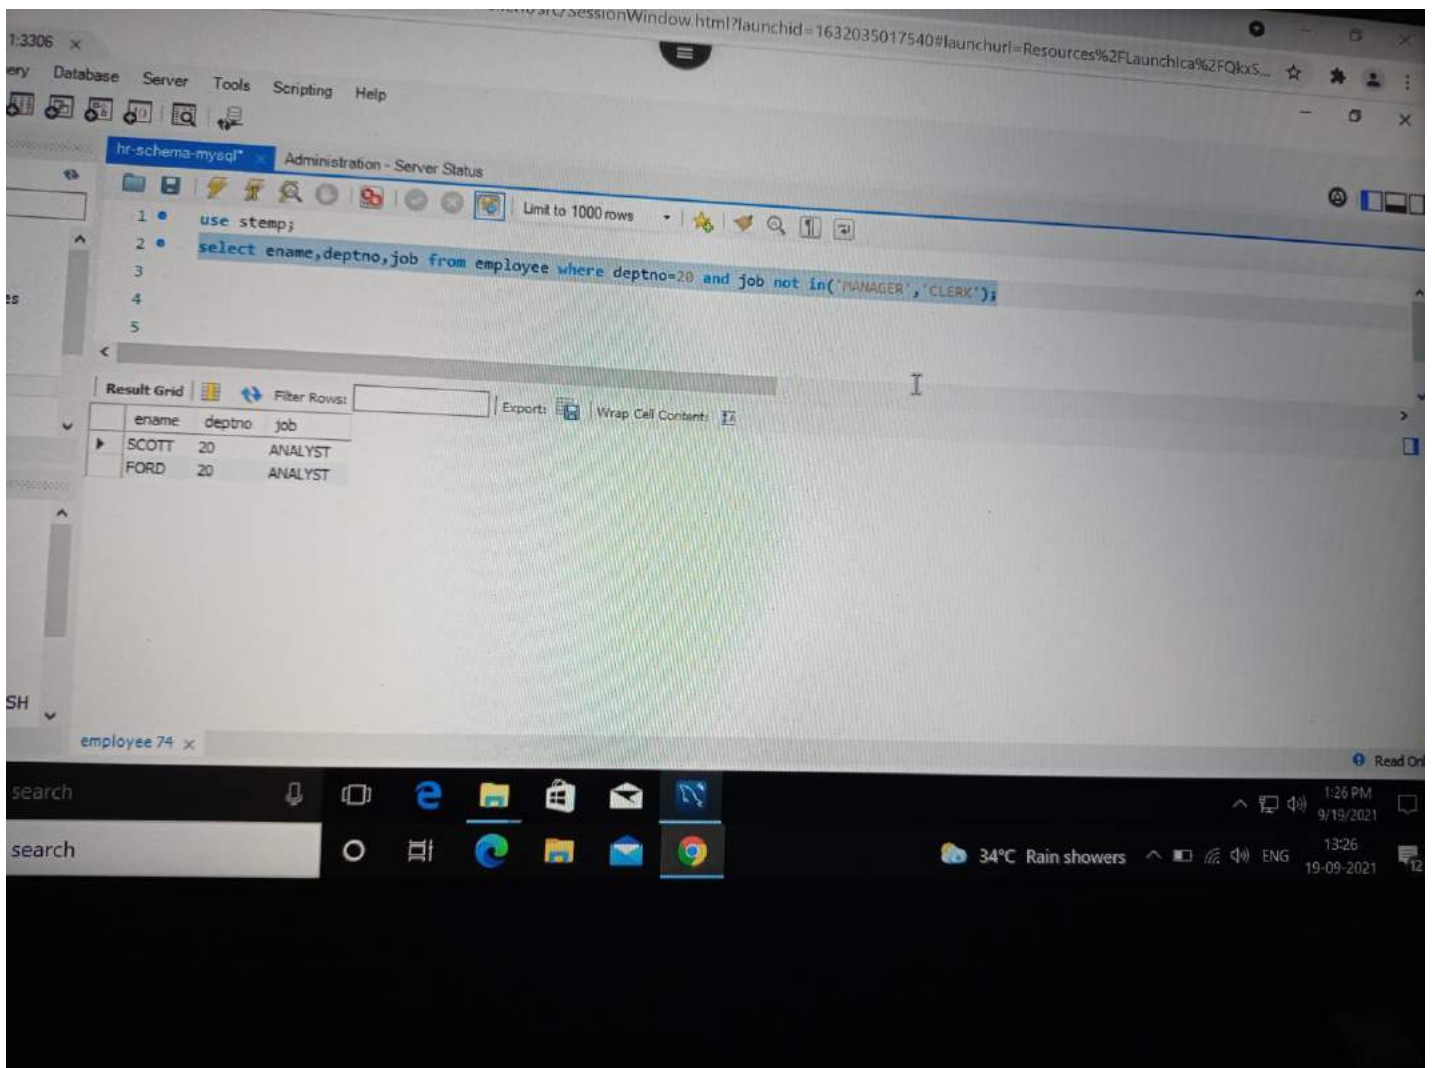 SessionWindow.html?launchid=1632035017540#launchurl=Resources%2FLaunchica%2FQkxS...
1:3306
ery Database Server Tools Scripting Help
hr-schema-mysql* Administration - Server Status
Limit to 1000 rows
1 use stemp;
2 select ename,deptno,job from employee where deptno=20 and job not in('MANAGER','CLERK');
3
es
4
5
Result Grid Filter Rows: Export: Wrap Cell Content:
ename deptno job
SCOTT 20 ANALYST
FORD 20 ANALYST
SH
employee 74
Read Onl
search
1:26 PM
9/19/2021
search
34°C Rain showers
ENG
13:26
19-09-2021
12